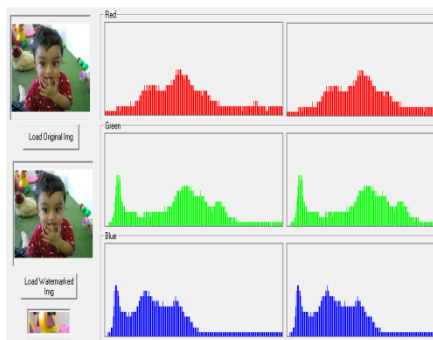 Red
Load Original Img
Green
Load Watermarked
Img
Blue